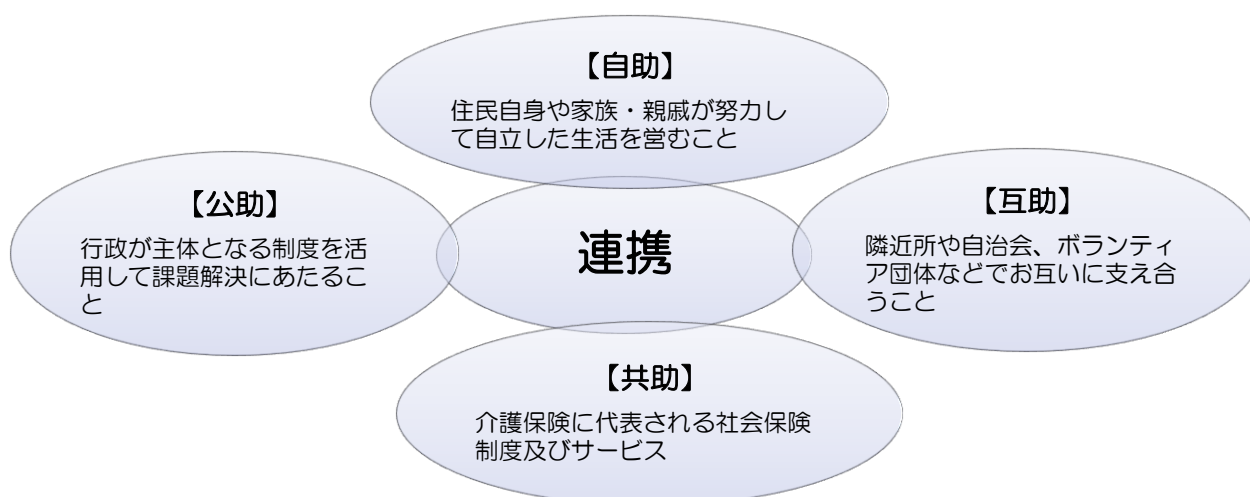 【自助】
住民自身や家族・親戚が努力し
て自立した生活を営むこと
【公助】
行政が主体となる制度を活
用して課題解決にあたるこ
と
連携
【互助】
隣近所や自治会、ボランティ
ア団体などでお互いに支え合
うこと
【共助】
介護保険に代表される社会保険
制度及びサービス